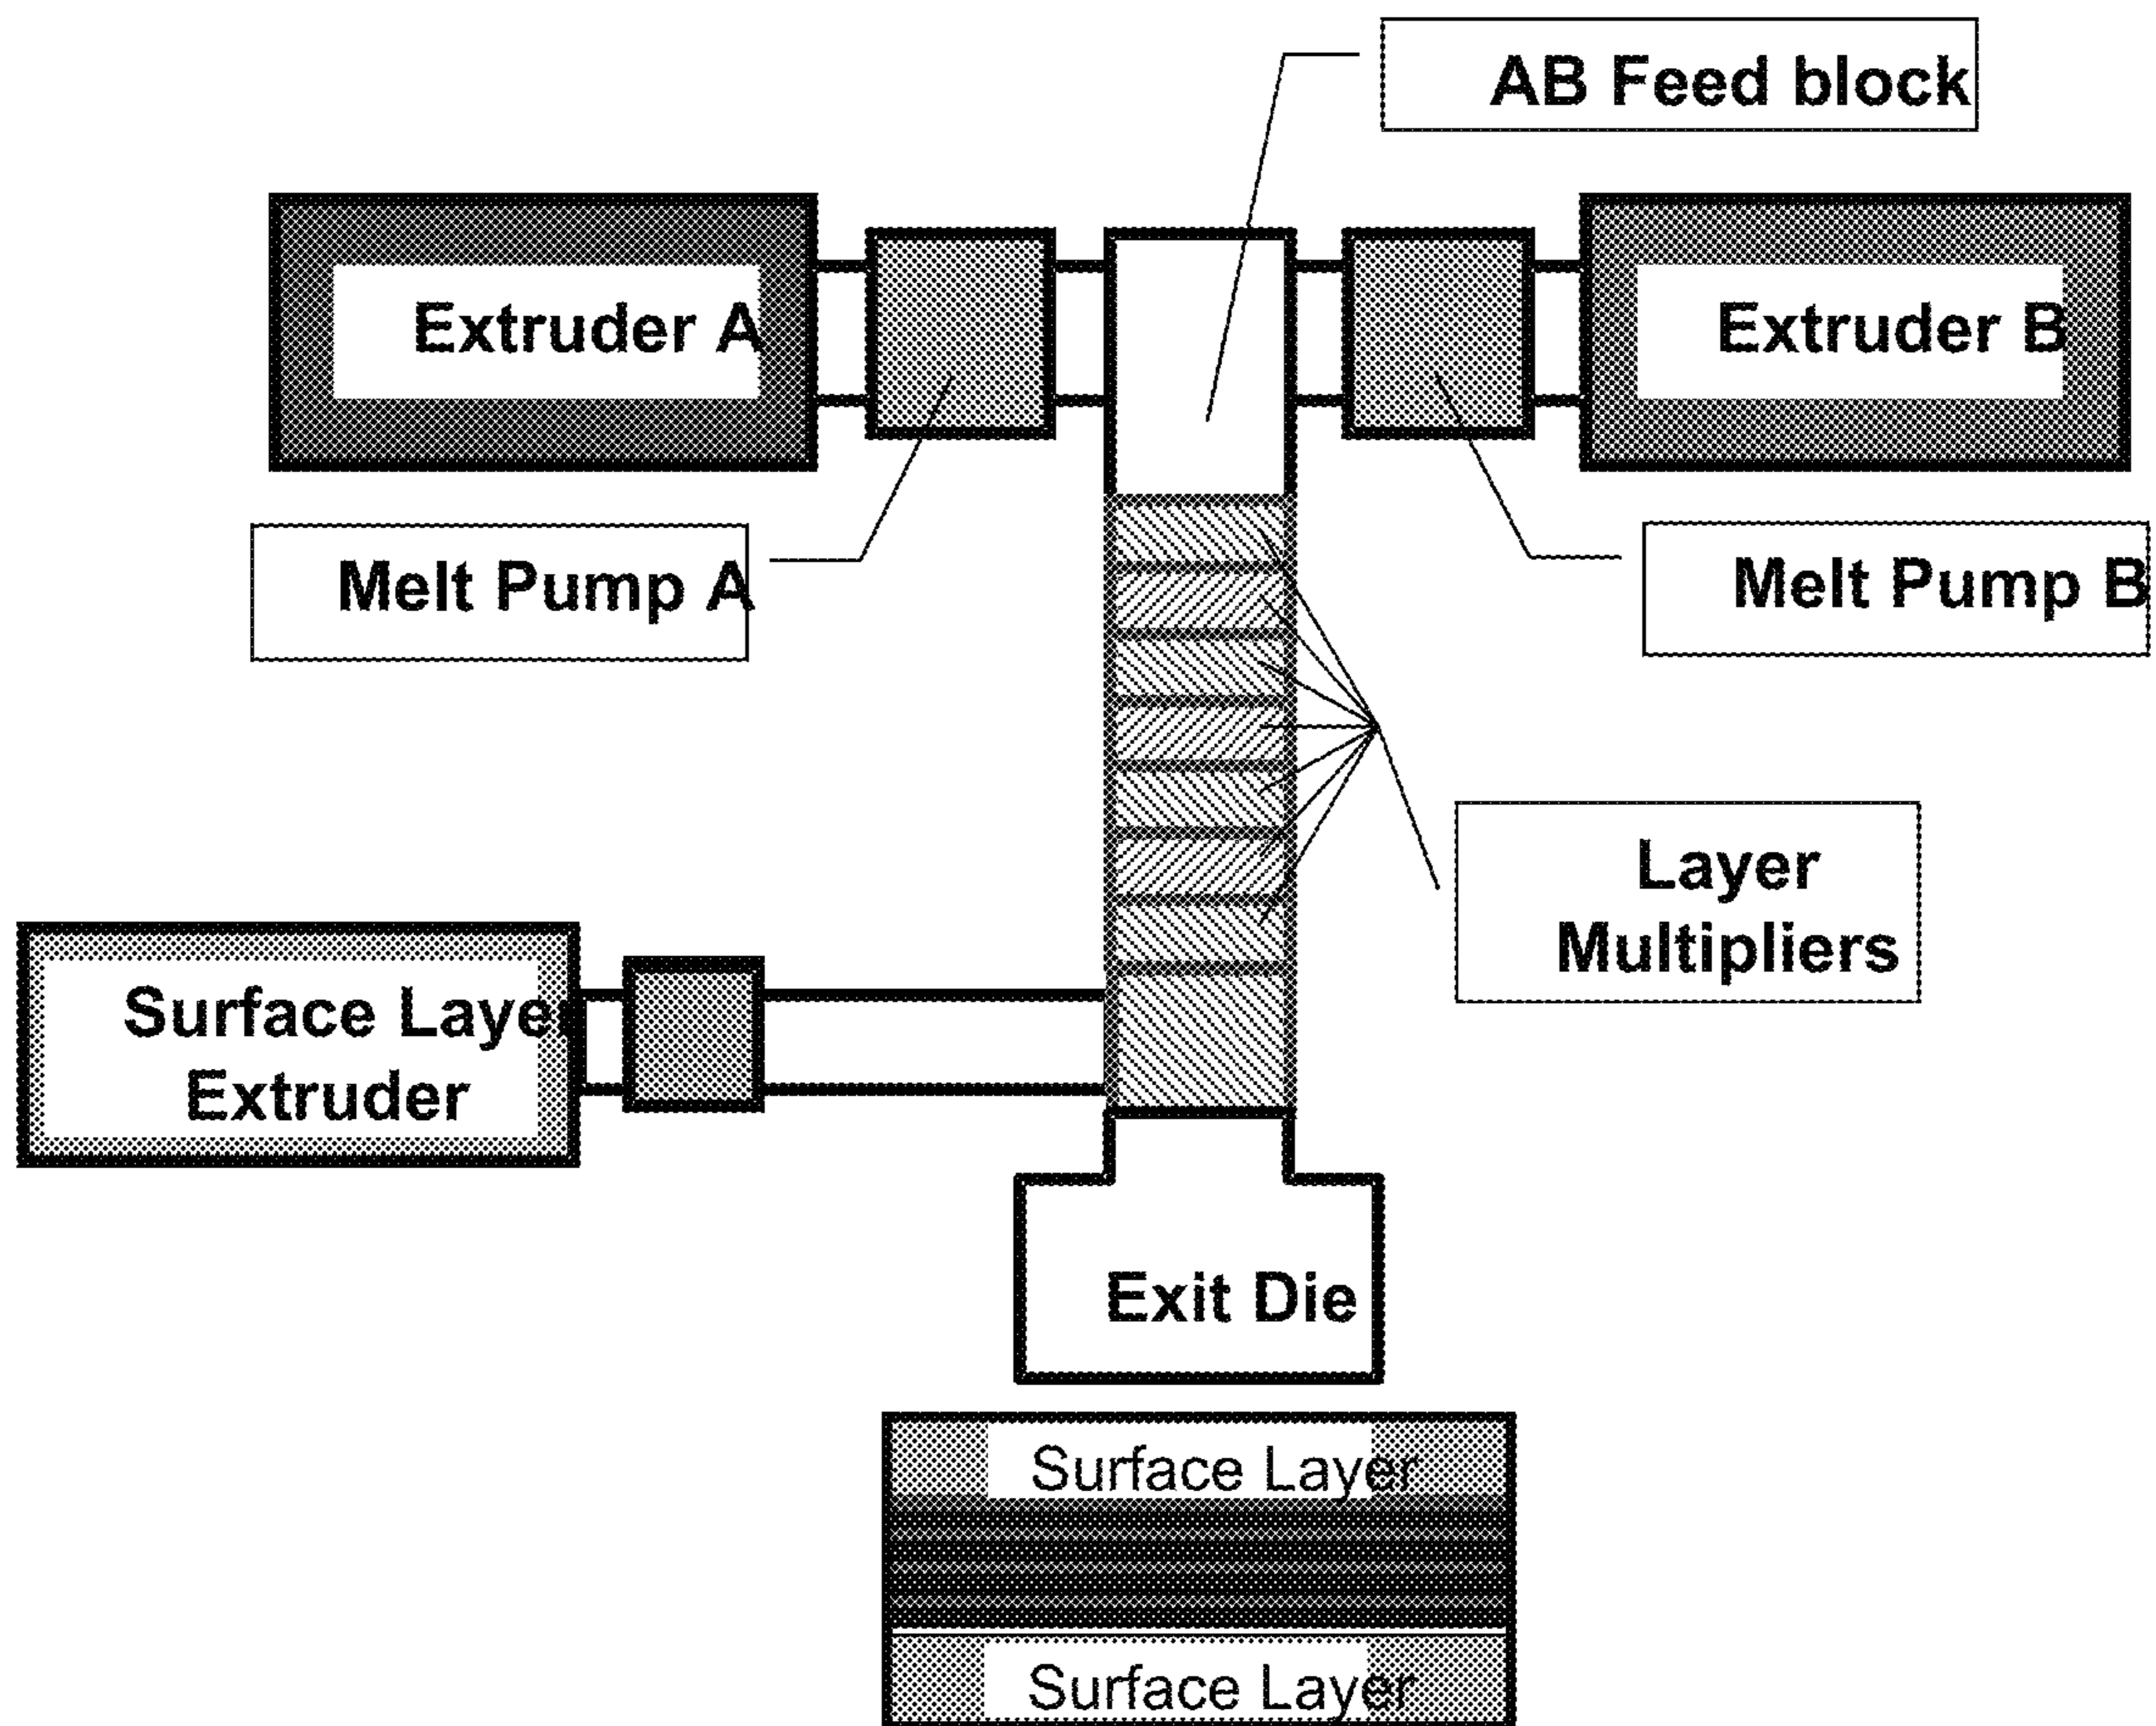 AB Feed block
Extruder A
Extruder B
Melt Pump A
Melt Pump B
Layer
Multipliers
Surface Layer
Extruder
Exit Die
Surface Layer
Surface Layer